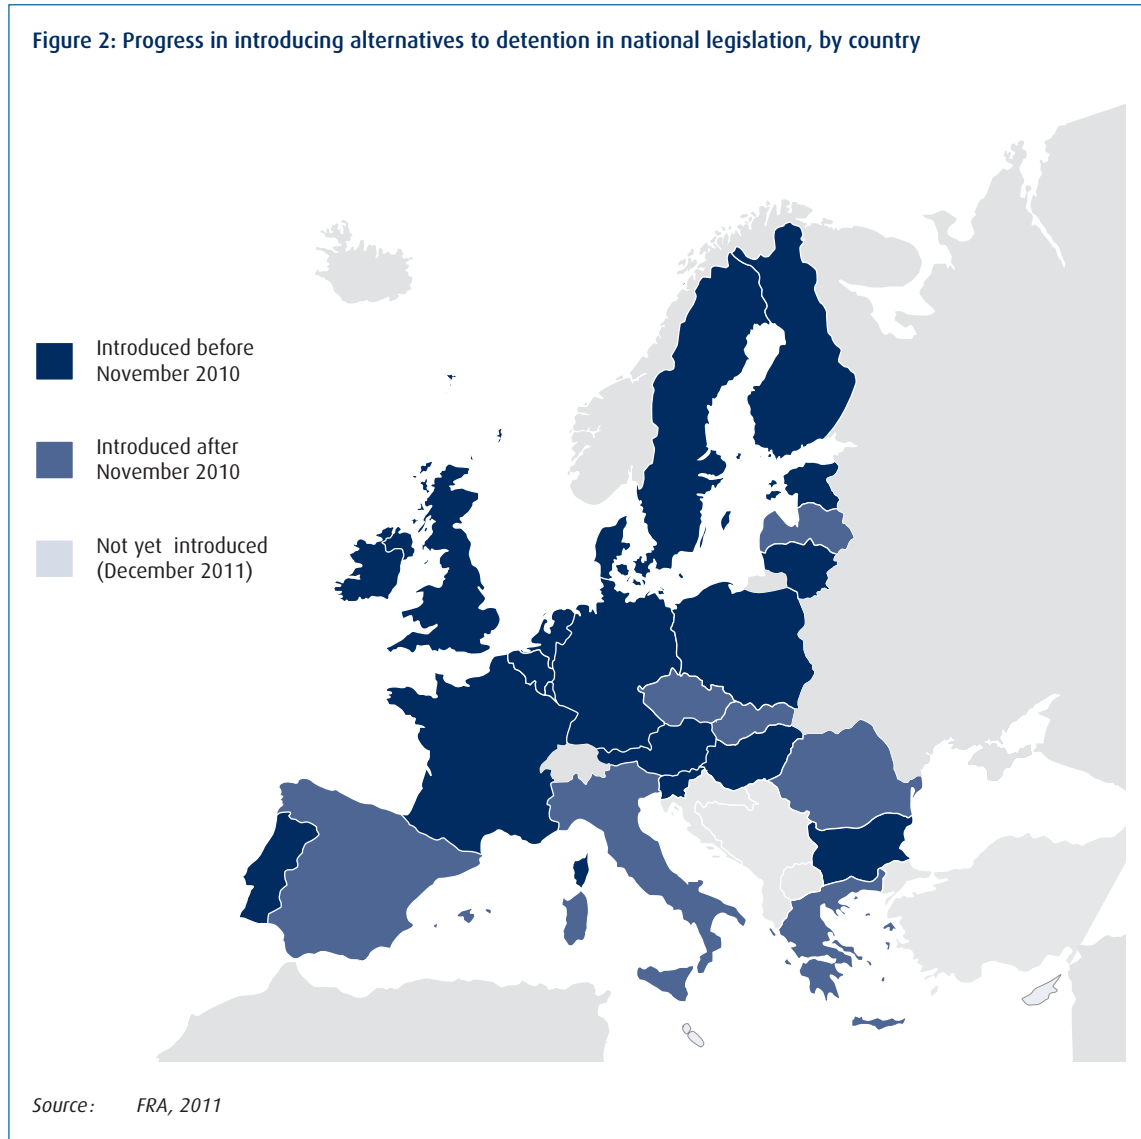 Figure 2: Progress in introducing alternatives to detention in national legislation, by country
Introduced before
November 2010
Introduced after
November 2010
Not yet introduced
(December 2011)
Source: FRA, 2011